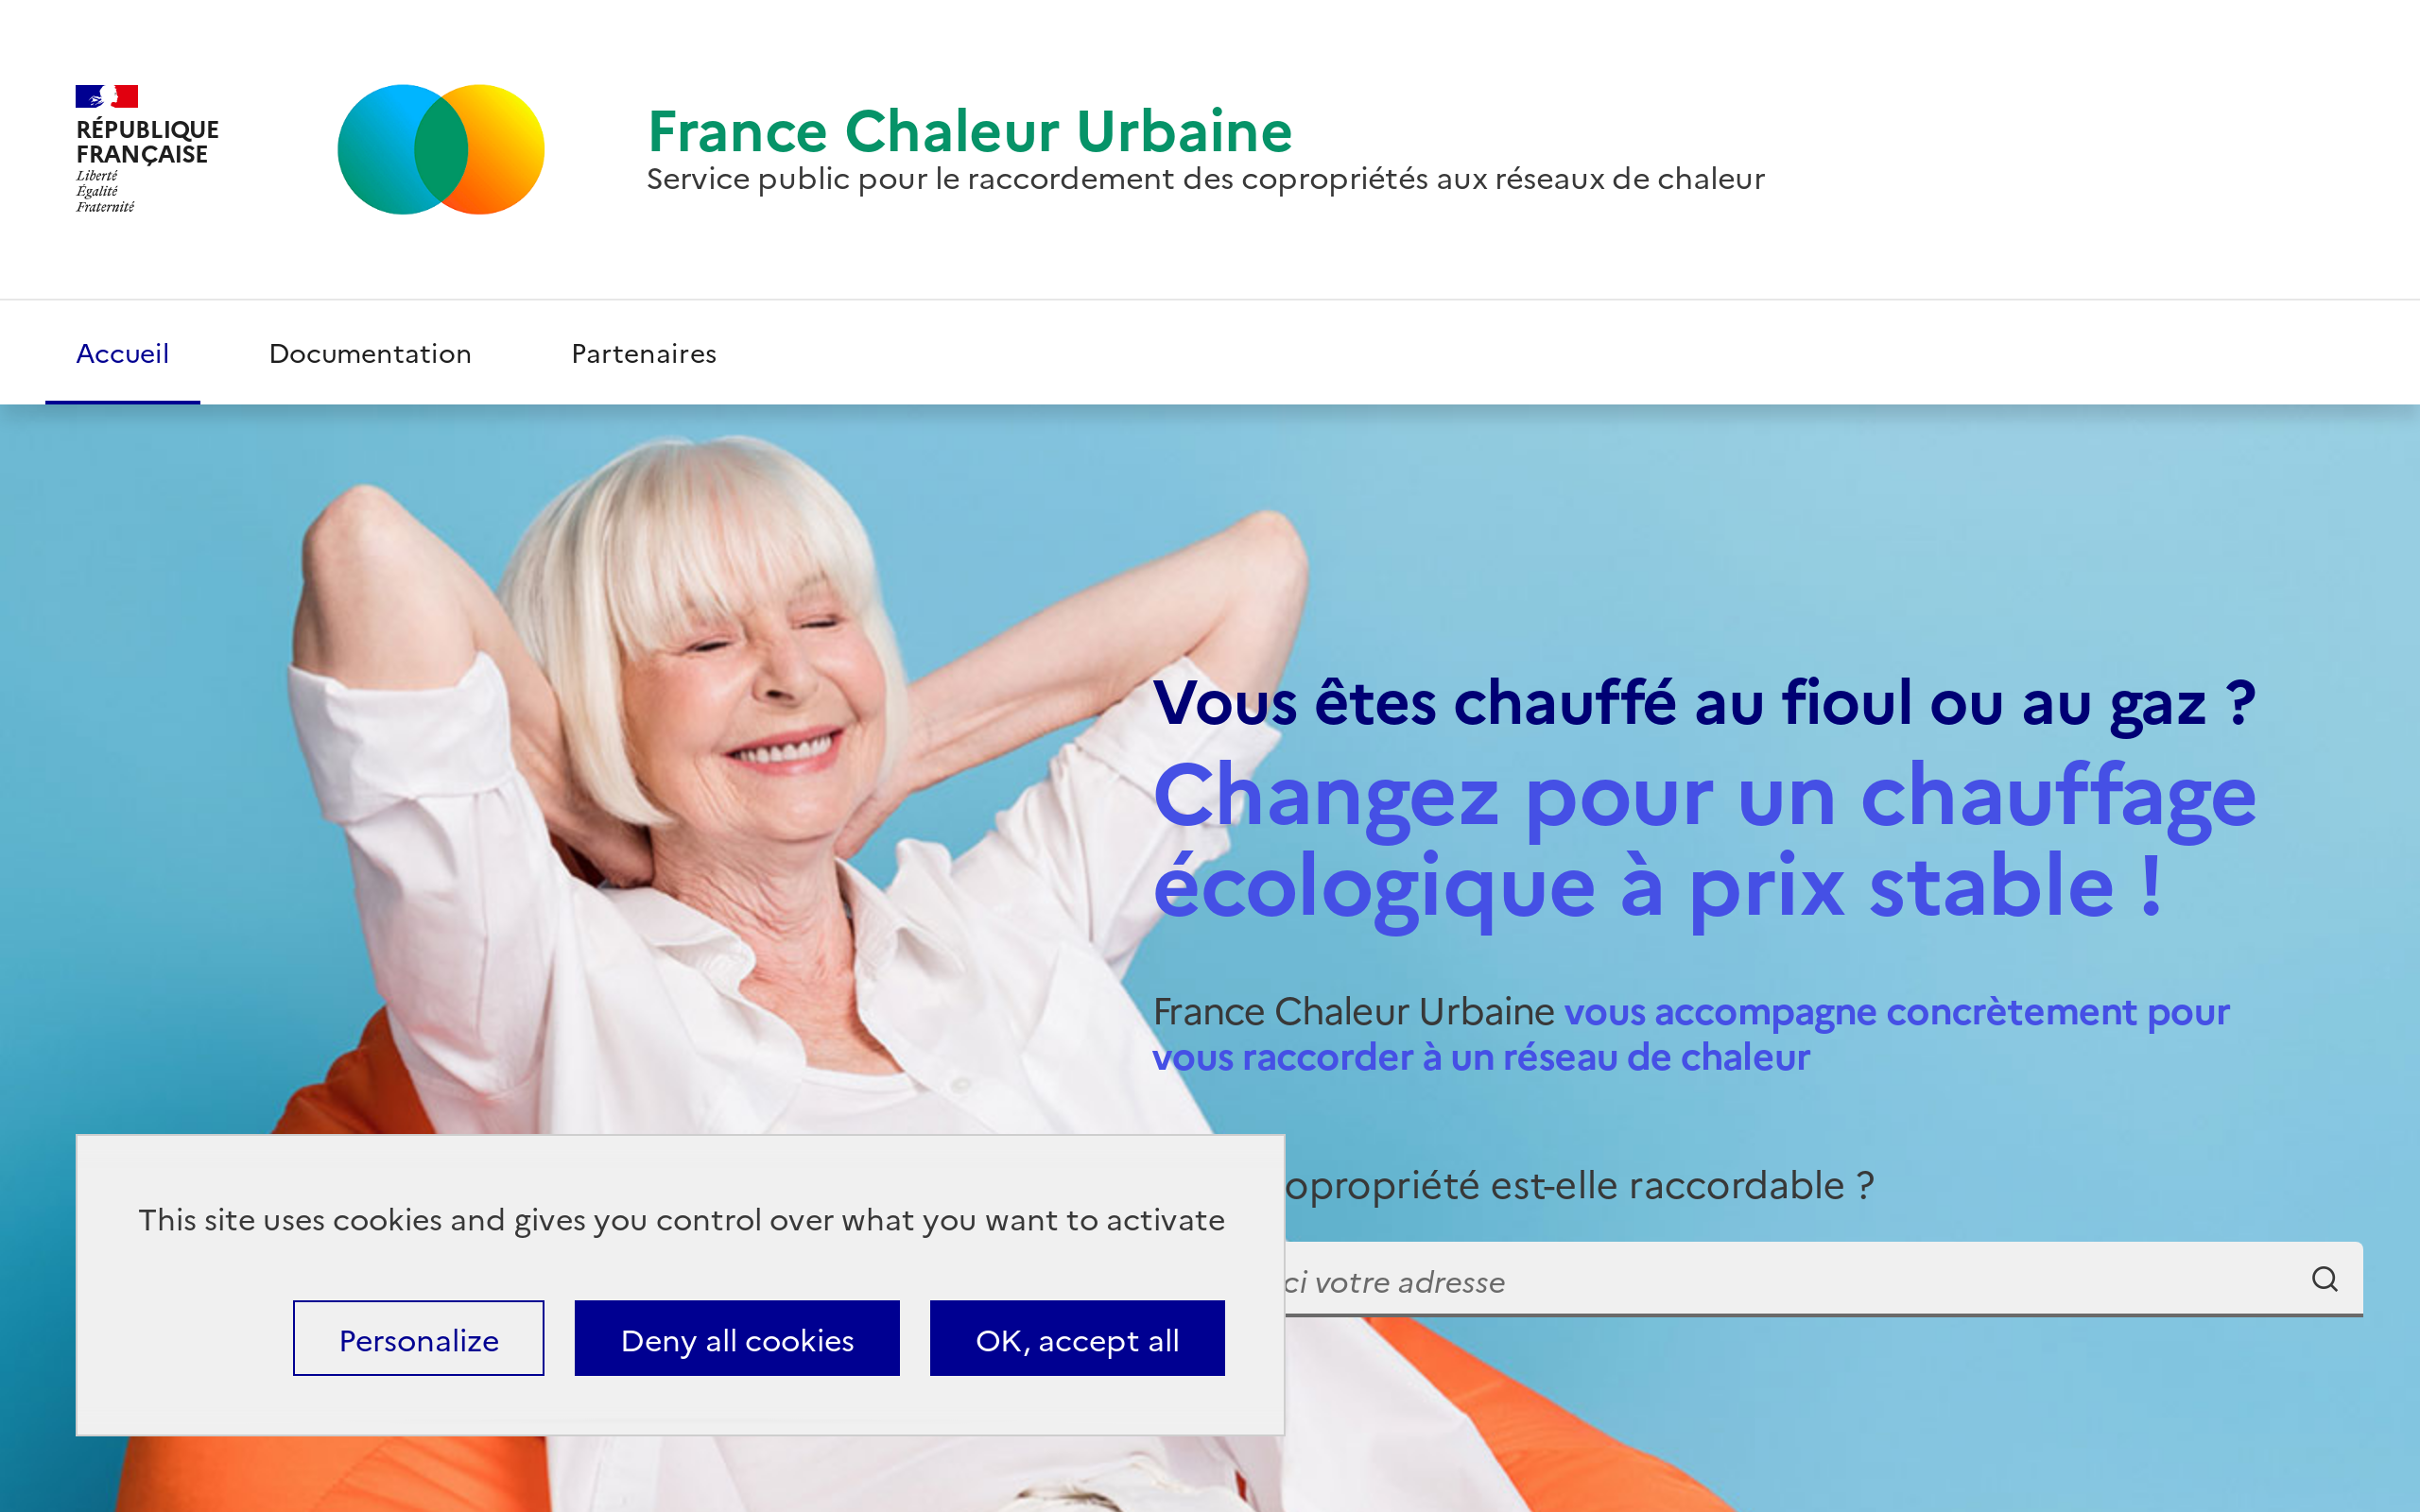 RÉPUBLIQUE
FRANÇAISE
Liberté
Égalité
Fraternité
France Chaleur Urbaine
Service public pour le raccordement des copropriétés aux réseaux de chaleur
Accueil
Documentation
Partenaires
Vous êtes chauffé au fioul ou au gaz ?
Changez pour un chauffage
écologique à prix stable !
France Chaleur Urbaine vous accompagne concrètement pour
vous raccorder à un réseau de chaleur
opropriété est-elle raccordable ?
ci votre adresse
This site uses cookies and gives you control over what you want to activate
Personalize
Deny all cookies
OK, accept all